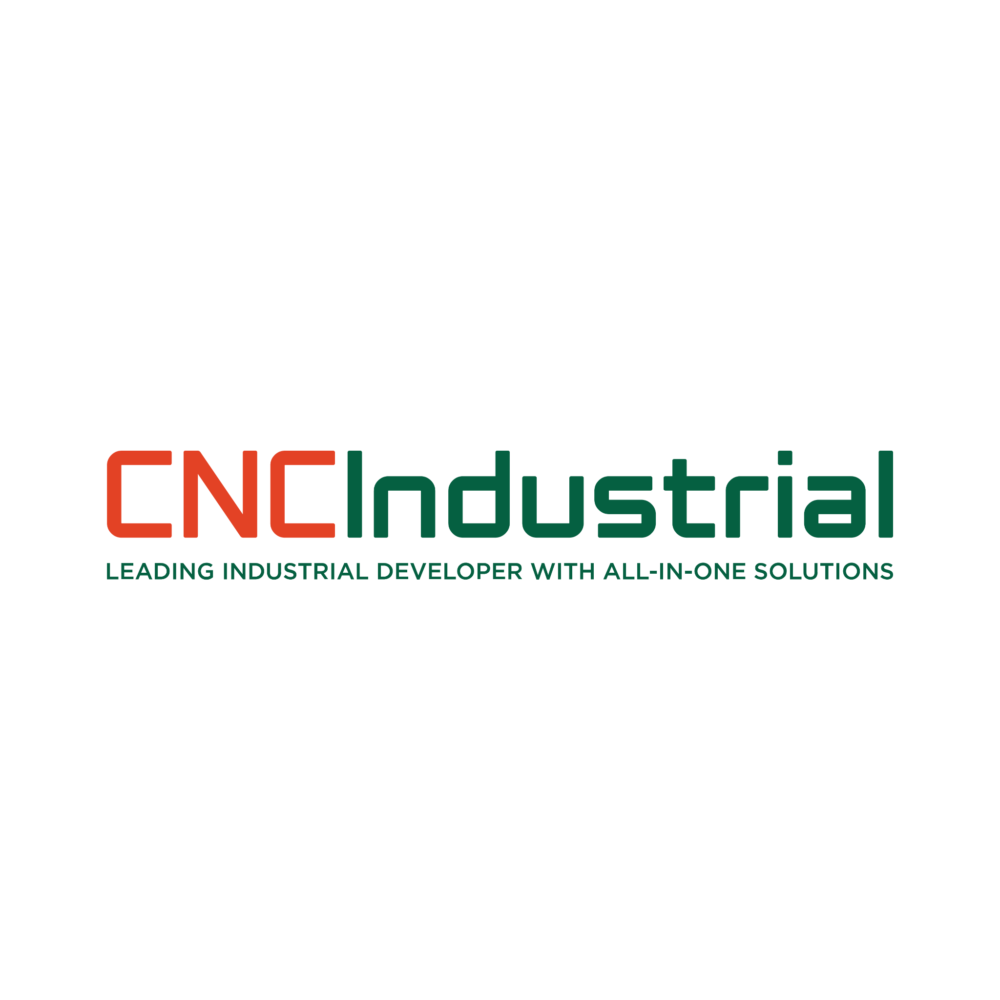 CNCIndustrial
LEADING INDUSTRIAL DEVELOPER WITH ALL-IN-ONE SOLUTIONS